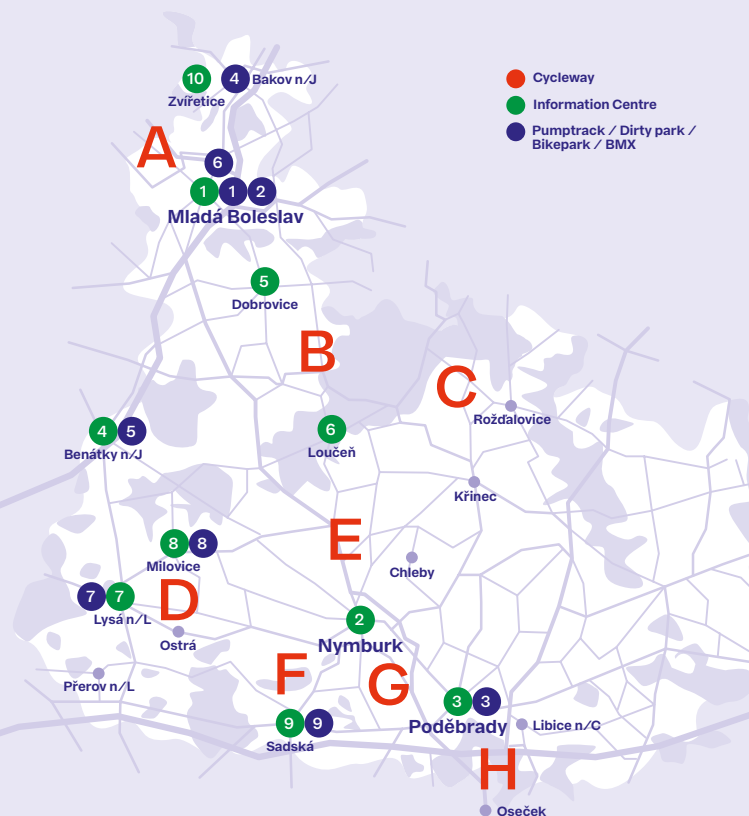 10
4
Bakov n/J
Zvířetice
Cycleway
Information Centre
Pumptrack / Dirty park /
Bikepark / BMX
A
6
1
1
2
Mladá Boleslav
5
Dobrovice
B
C
Rožďalovice
4
5
Benátky n/J
6
Loučeň
Křinec
E
8
8
Milovice
Chleby
7
7
Lysá n/L
D
Ostrá
2
Nymburk
F
G
Přerov n/L
3
3
Poděbrady
Libice n/C
9
9
Sadská
H
Oseček